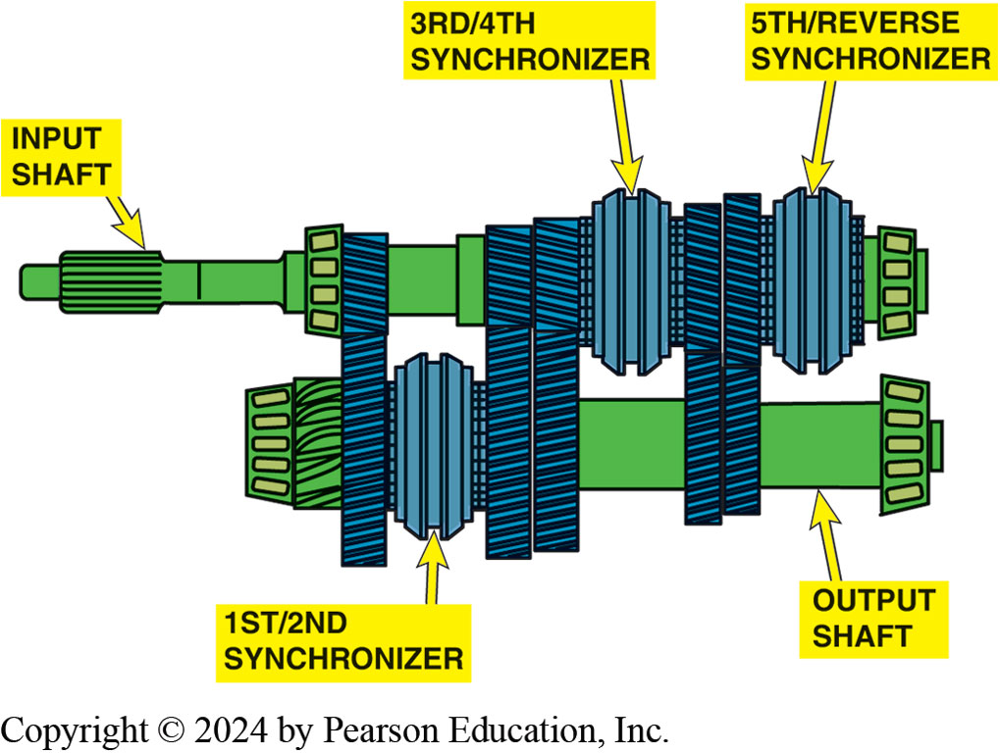 3RD/4TH
SYNCHRONIZER
5TH/REVERSE
SYNCHRONIZER
INPUT
SHAFT
1ST/2ND
SYNCHRONIZER
OUTPUT
SHAFT
Copyright © 2024 by Pearson Education, Inc.